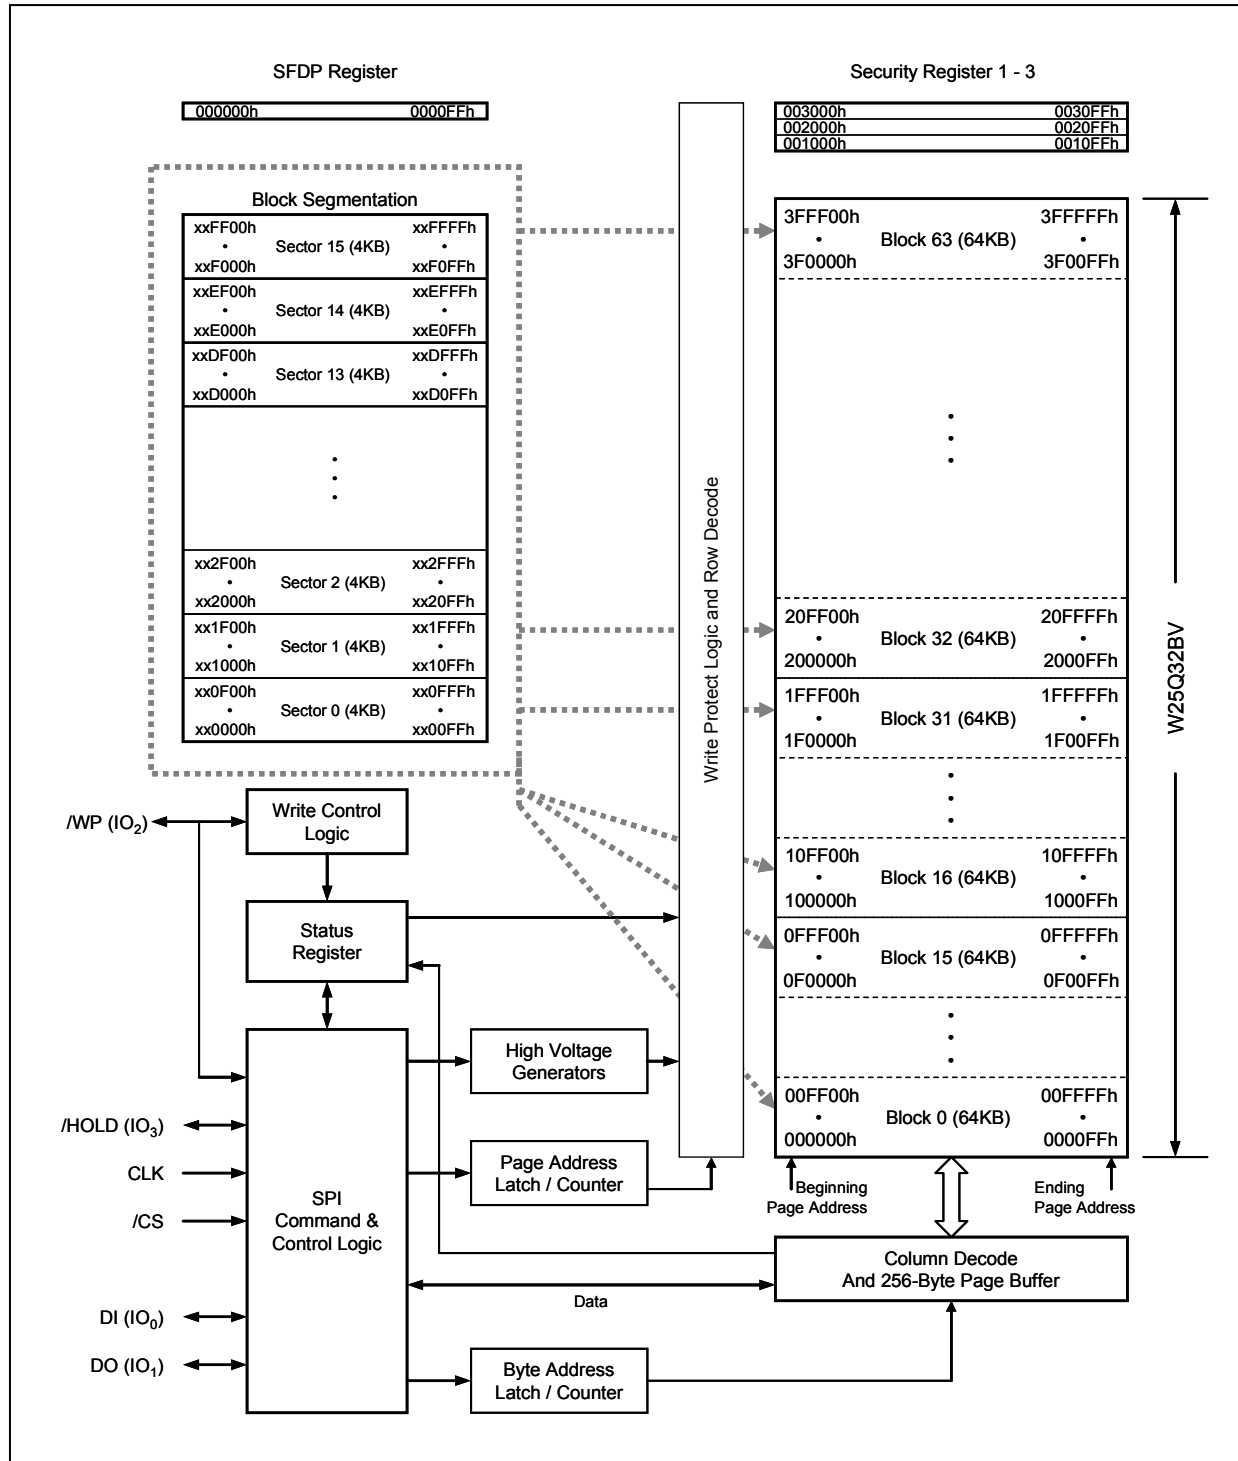 SFDP Register
000000h 0000FFh
Security Register 1 - 3
003000h 0030FFh
002000h 0020FFh
001000h 0010FFh
Block Segmentation
xxFF00h xxFFFFh
• Sector 15 (4KB) •
xxF000h xxF0FFh
xxEF00h xxEFFFh
• Sector 14 (4KB) •
xxE000h xxE0FFh
xxDF00h xxDFFFh
• Sector 13 (4KB) •
xxD000h xxD0FFh
xx2F00h xx2FFFh
• Sector 2 (4KB) •
xx2000h xx20FFh
xx1F00h xx1FFFh
• Sector 1 (4KB) •
xx1000h xx10FFh
xx0F00h xx0FFFh
• Sector 0 (4KB) •
xx0000h xx00FFh
Write Protect Logic and Row Decode
3FFF00h 3FFFFFh
• Block 63 (64KB) •
3F0000h 3F00FFh
20FF00h 20FFFFh
• Block 32 (64KB) •
200000h 2000FFh
1FFF00h 1FFFFFh
• Block 31 (64KB) •
1F0000h 1F00FFh
10FF00h 10FFFFh
• Block 16 (64KB) •
100000h 1000FFh
0FFF00h 0FFFFFh
• Block 15 (64KB) •
0F0000h 0F00FFh
00FF00h 00FFFFh
• Block 0 (64KB) •
000000h 0000FFh
W25Q32BV
Beginning
Page Address
Ending
Page Address
/WP (IO2)
Write Control
Logic
Status
Register
High Voltage
Generators
/HOLD (IO3)
CLK
/CS
DI (IO0)
DO (IO1)
SPI
Command &
Control Logic
Page Address
Latch / Counter
Column Decode
And 256-Byte Page Buffer
Data
Byte Address
Latch / Counter